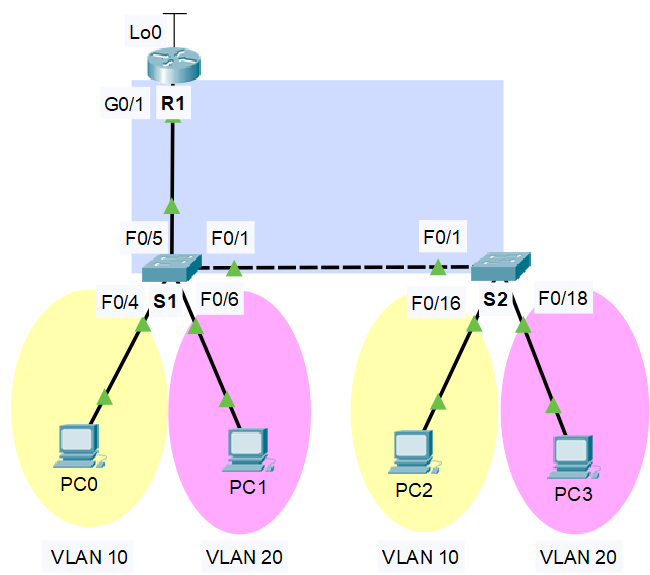 Lo0
G0/1
R1
F0/5
F0/1
F0/1
F0/4
S1
F0/6
F0/16
S2
F0/18
PC0
PC1
PC2
PC3
VLAN 10
VLAN 20
VLAN 10
VLAN 20